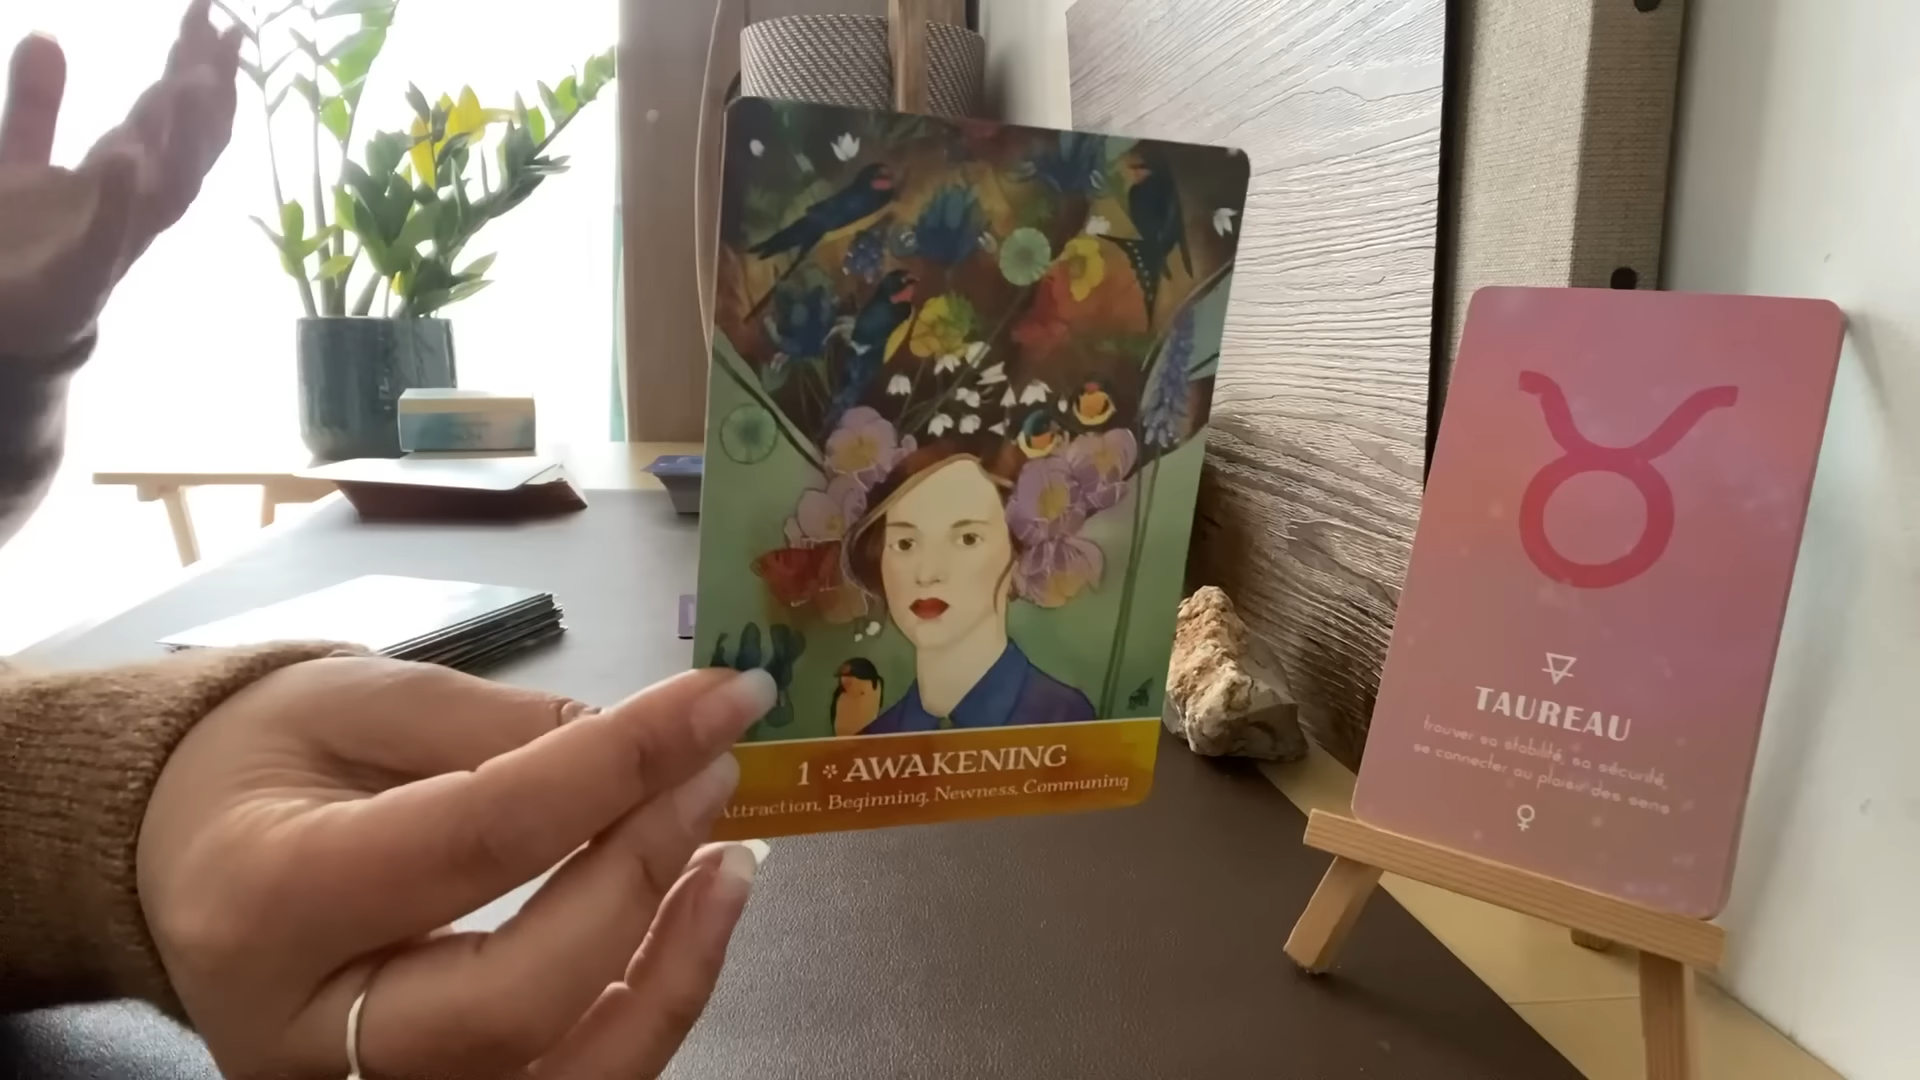 1 * AWAKENING
Attraction, Beginning, Newness, Communing
TAUREAU
trouver sa stabilité, sa sécurité,
se connecter au plaisir des sens